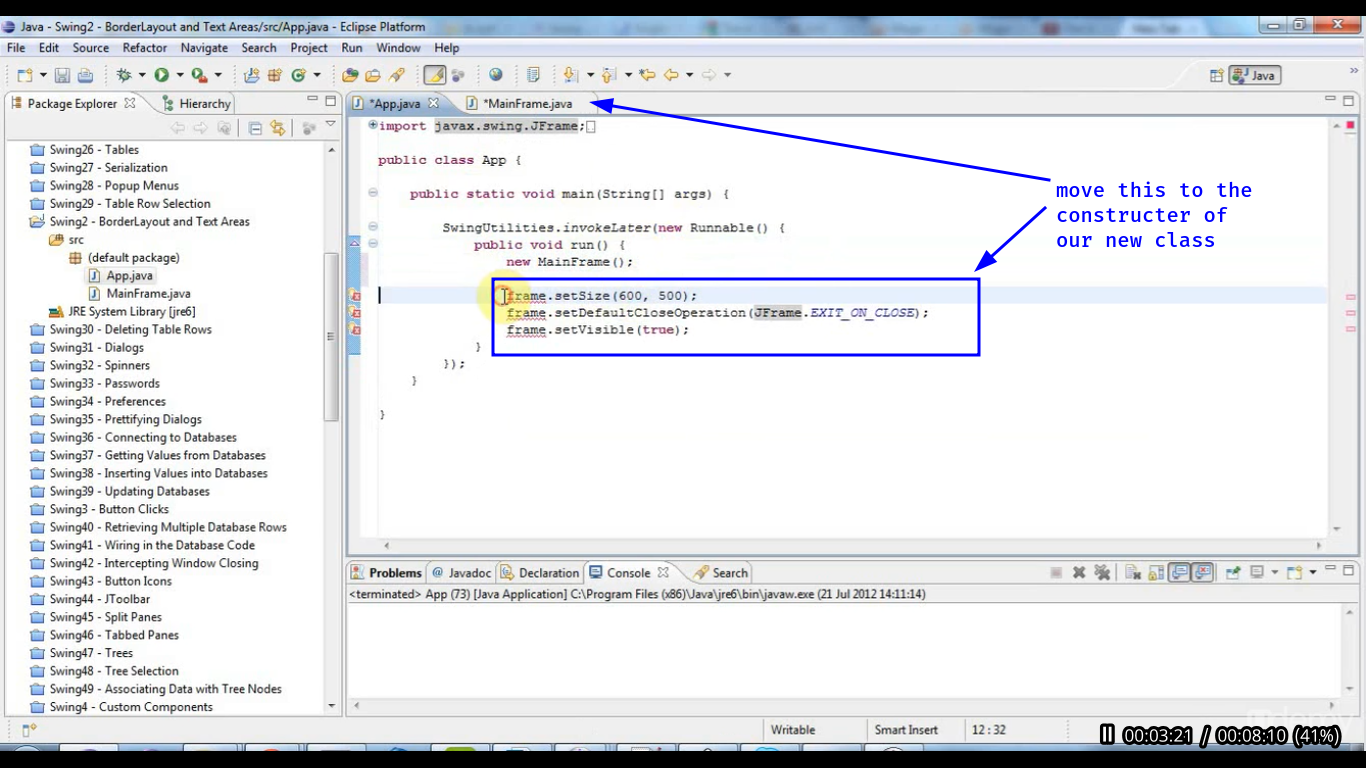 Java - Swing2 - BorderLayout and Text Areas/src/App.java - Eclipse Platform
File Edit Source Refactor Navigate Search Project Run Window Help
Java
Package Explorer Hierarchy
*App.java *MainFrame.java
Swing26 - Tables
Swing27 - Serialization
Swing28 - Popup Menus
Swing29 - Table Row Selection
Swing2 - BorderLayout and Text Areas
src
(default package)
App.java
MainFrame.java
JRE System Library [jre6]
Swing30 - Deleting Table Rows
Swing31 - Dialogs
Swing32 - Spinners
Swing33 - Passwords
Swing34 - Preferences
Swing35 - Prettifying Dialogs
Swing36 - Connecting to Databases
Swing37 - Getting Values from Databases
Swing38 - Inserting Values into Databases
Swing39 - Updating Databases
Swing3 - Button Clicks
Swing40 - Retrieving Multiple Database Rows
Swing41 - Wiring in the Database Code
Swing42 - Intercepting Window Closing
Swing43 - Button Icons
Swing44 - JToolbar
Swing45 - Split Panes
Swing46 - Tabbed Panes
Swing47 - Trees
Swing48 - Tree Selection
Swing49 - Associating Data with Tree Nodes
Swing4 - Custom Components
import javax.swing.JFrame;
public class App {
public static void main(String[] args) {
SwingUtilities.invokeLater(new Runnable() {
public void run() {
new MainFrame();
frame.setSize(600, 500);
frame.setDefaultCloseOperation(JFrame.EXIT_ON_CLOSE);
frame.setVisible(true);
}
});
}
}
move this to the
constructer of
our new class
Problems Javadoc Declaration Console Search
<terminated> App (73) [Java Application] C:\Program Files (x86)\Java\jre6\bin\javaw.exe (21 Jul 2012 14:11:14)
Writable Smart Insert 12 : 32
00:03:21 / 00:08:10 (41%)